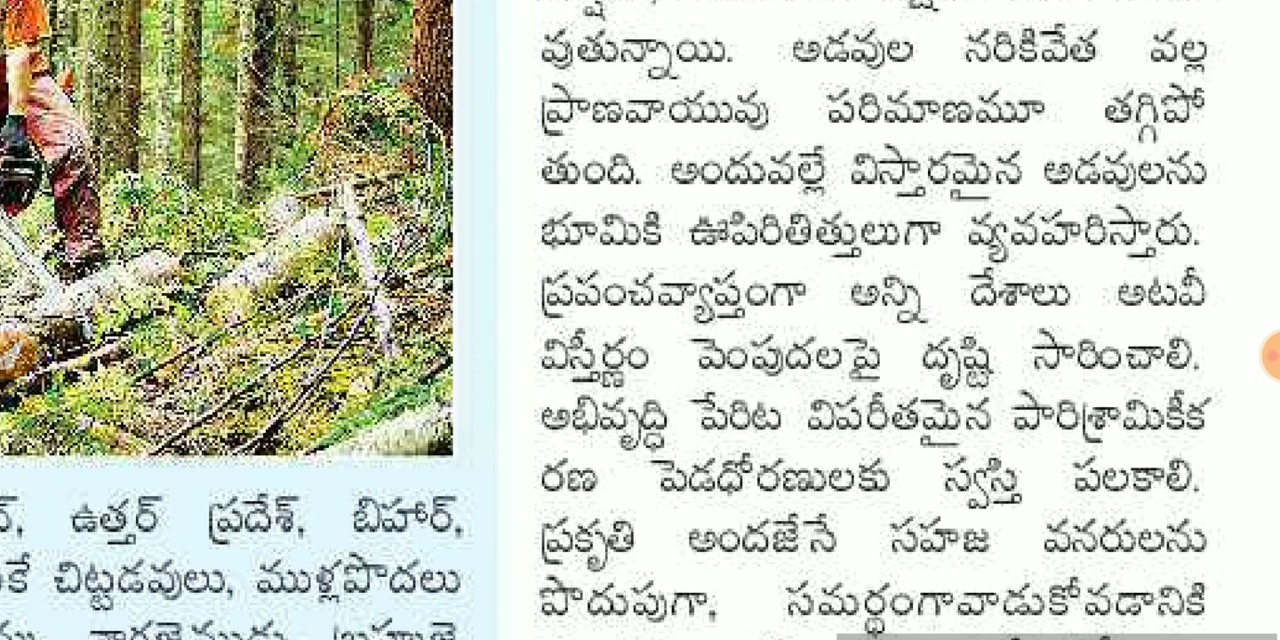 ఉత్తర్ ప్రదేశ్, బిహార్,
చిట్టడవులు, ముళ్లపొదలు
వుతున్నాయి. అడవుల నరికివేత వల్ల
ప్రాణవాయువు పరిమాణమూ తగ్గిపో
తుంది. అందువల్లే విస్తారమైన అడవులను
భూమికి ఊపిరితిత్తులుగా వ్యవహరిస్తారు.
ప్రపంచవ్యాప్తంగా అన్ని దేశాలు అటవీ
విస్తీర్ణం పెంపుదలపై దృష్టి సారించాలి.
అభివృద్ధి పేరిట విపరీతమైన పారిశ్రామికీక
రణ పెడధోరణులకు స్వస్తి పలకాలి.
ప్రకృతి అందజేసే సహజ వనరులను
పొదుపుగా, సమర్థంగావాడుకోవడానికి